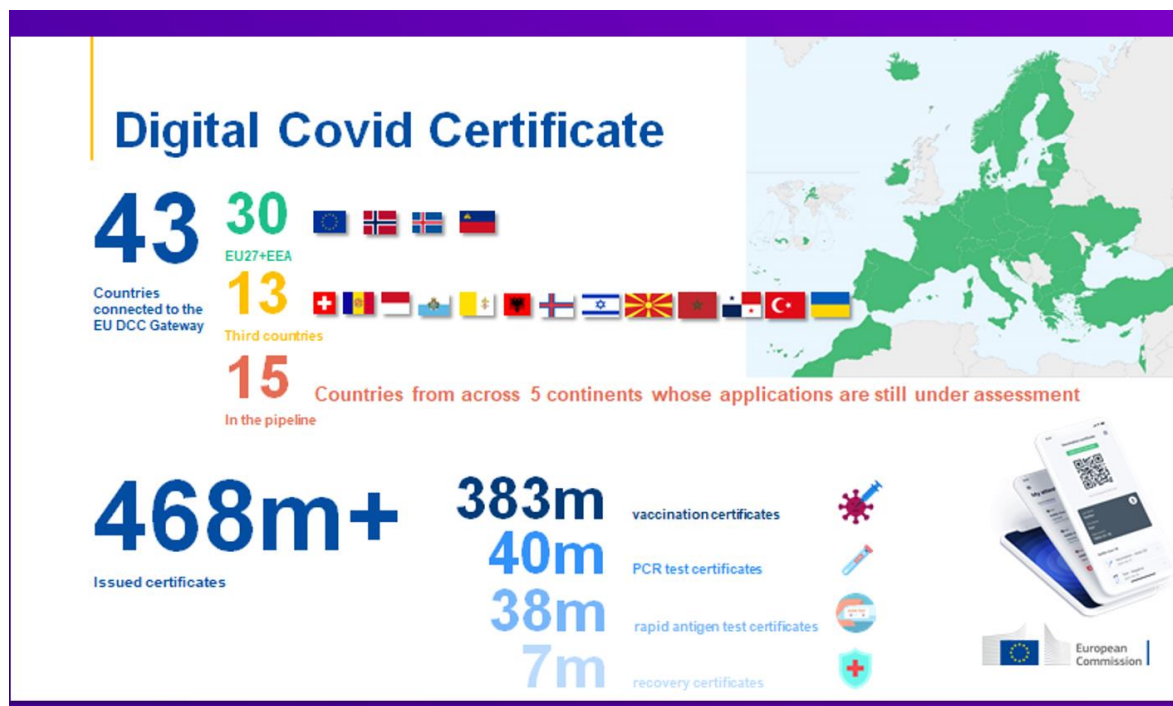 Digital Covid Certificate
43
Countries
connected to the
EU DCC Gateway
30
EU27+EEA
13
Third countries
15
In the pipeline
Countries from across 5 continents whose applications are still under assessment
468m+
Issued certificates
383m
vaccination certificates
40m
PCR test certificates
38m
rapid antigen test certificates
7m
recovery certificates
European
Commission